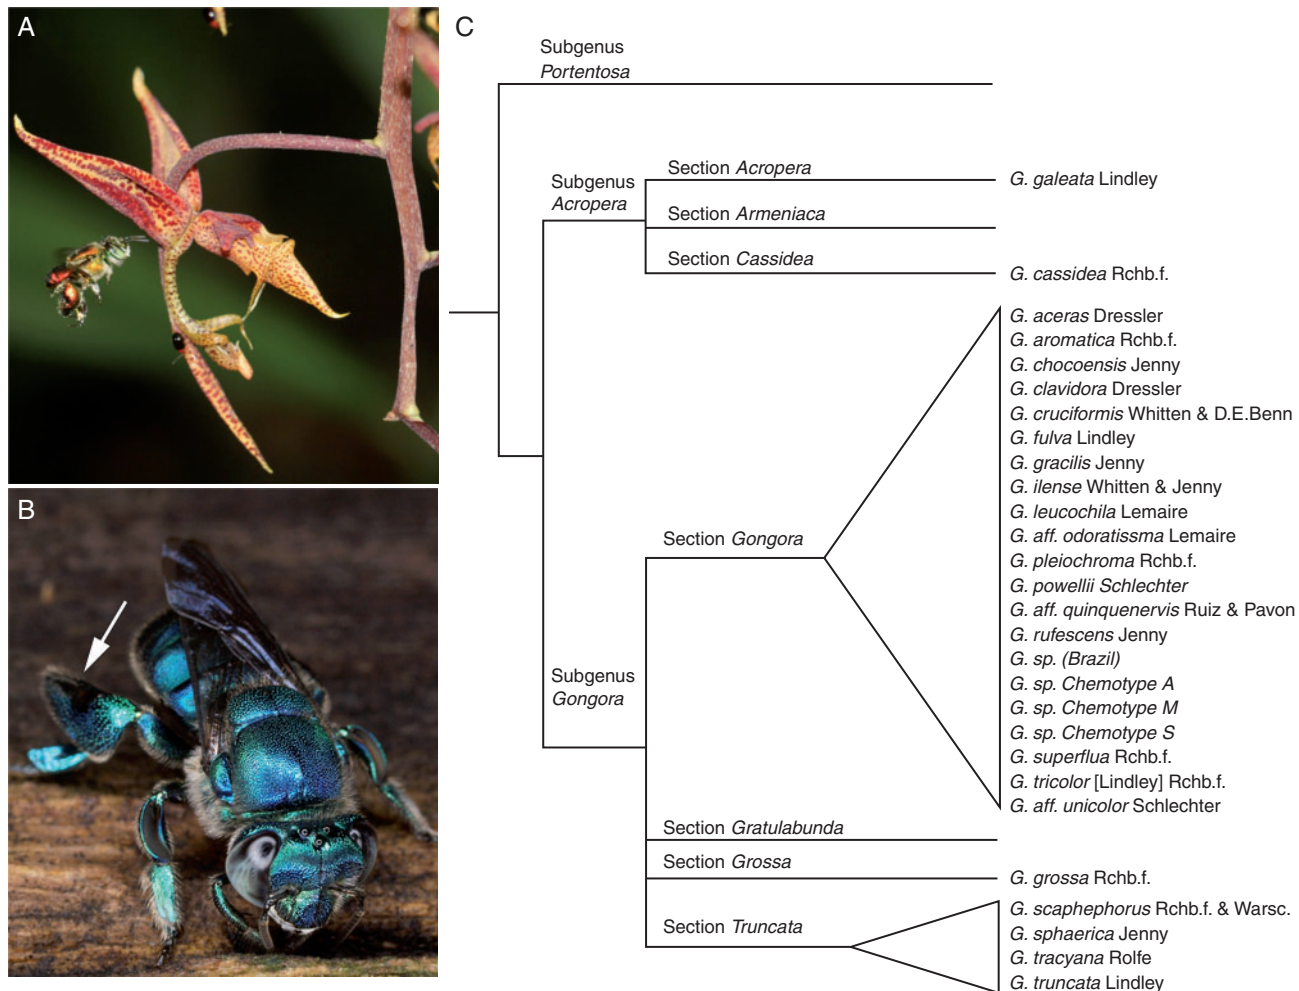 A
B
C
Subgenus
Portentosa
Subgenus
Acropera
Section Acropera
G. galeata Lindley
Section Armeniaca
Section Cassidea
G. cassidea Rchb.f.
Subgenus
Gongora
Section Gongora
G. aceras Dressler
G. aromatica Rchb.f.
G. chocoensis Jenny
G. clavidora Dressler
G. cruciformis Whitten & D.E.Benn
G. fulva Lindley
G. gracilis Jenny
G. ilense Whitten & Jenny
G. leucochila Lemaire
G. aff. odoratissma Lemaire
G. pleiochroma Rchb.f.
G. powellii Schlechter
G. aff. quinquenervis Ruiz & Pavon
G. rufescens Jenny
G. sp. (Brazil)
G. sp. Chemotype A
G. sp. Chemotype M
G. sp. Chemotype S
G. superflua Rchb.f.
G. tricolor [Lindley] Rchb.f.
G. aff. unicolor Schlechter
Section Gratulabunda
Section Grossa
G. grossa Rchb.f.
Section Truncata
G. scaphephorus Rchb.f. & Warsc.
G. sphaerica Jenny
G. tracyana Rolfe
G. truncata Lindley